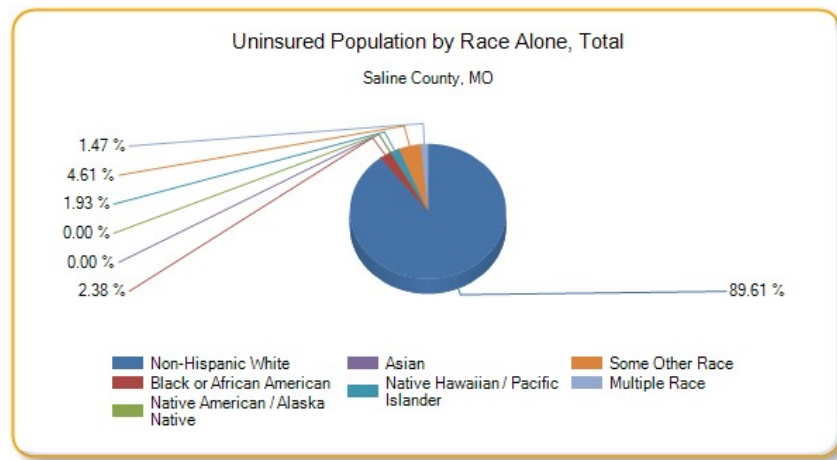 Uninsured Population by Race Alone, Total
Saline County, MO
1.47 %
4.61 %
1.93 %
0.00 %
0.00 %
2.38 %
89.61 %
Non-Hispanic White
Black or African American
Native American / Alaska
Native
Asian
Native Hawaiian / Pacific
Islander
Some Other Race
Multiple Race